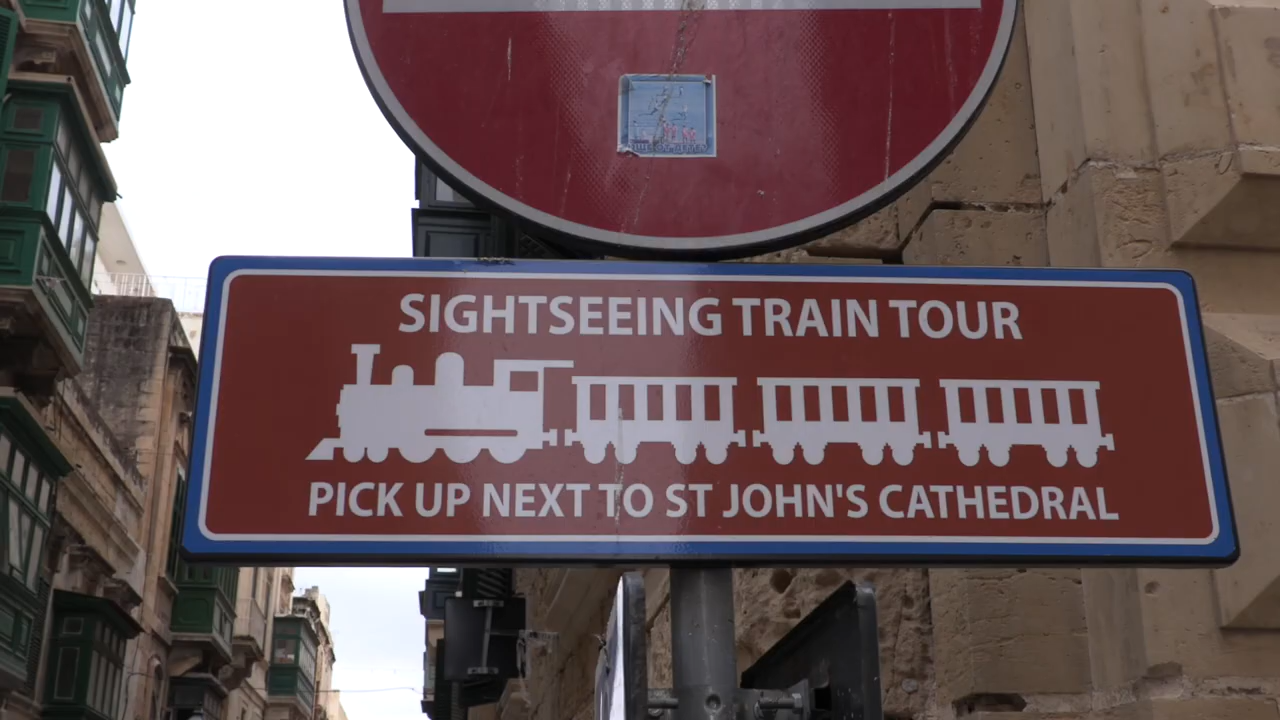 SIGHTSEEING TRAIN TOUR
PICK UP NEXT TO ST JOHN'S CATHEDRAL